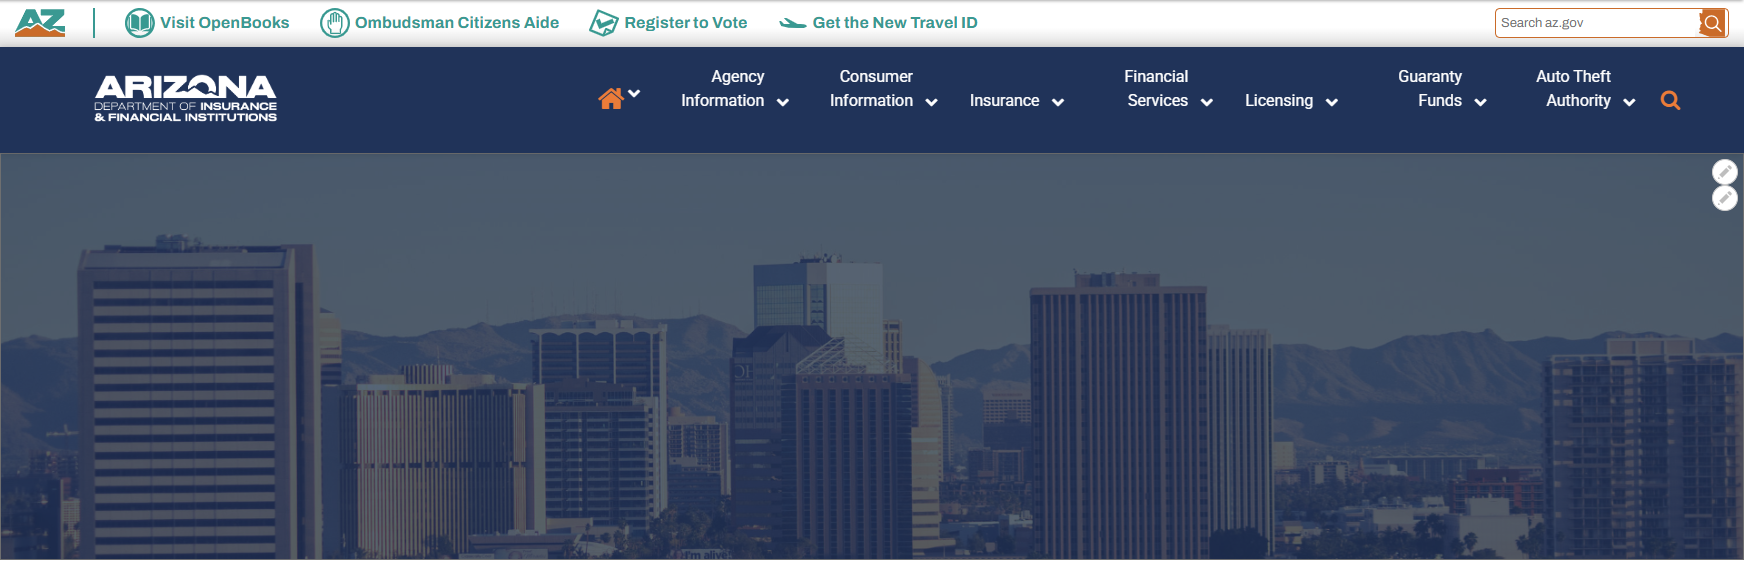 AZ
Visit OpenBooks
Ombudsman Citizens Aide
Register to Vote
Get the New Travel ID
Search az.gov
ARIZONA
DEPARTMENT OF INSURANCE
& FINANCIAL INSTITUTIONS
Agency
Information
Consumer
Information
Insurance
Financial
Services
Licensing
Guaranty
Funds
Auto Theft
Authority
I'm alive